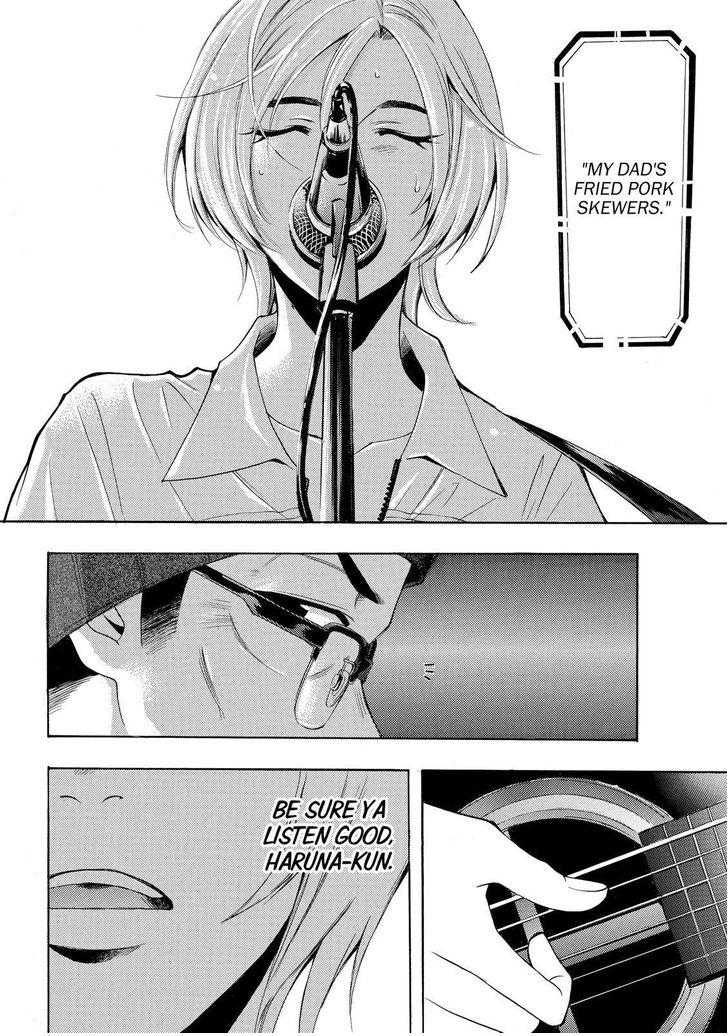 "MY DAD'S
FRIED PORK
SKEWERS."
BE SURE YA
LISTEN GOOD,
HARUNA-KUN.